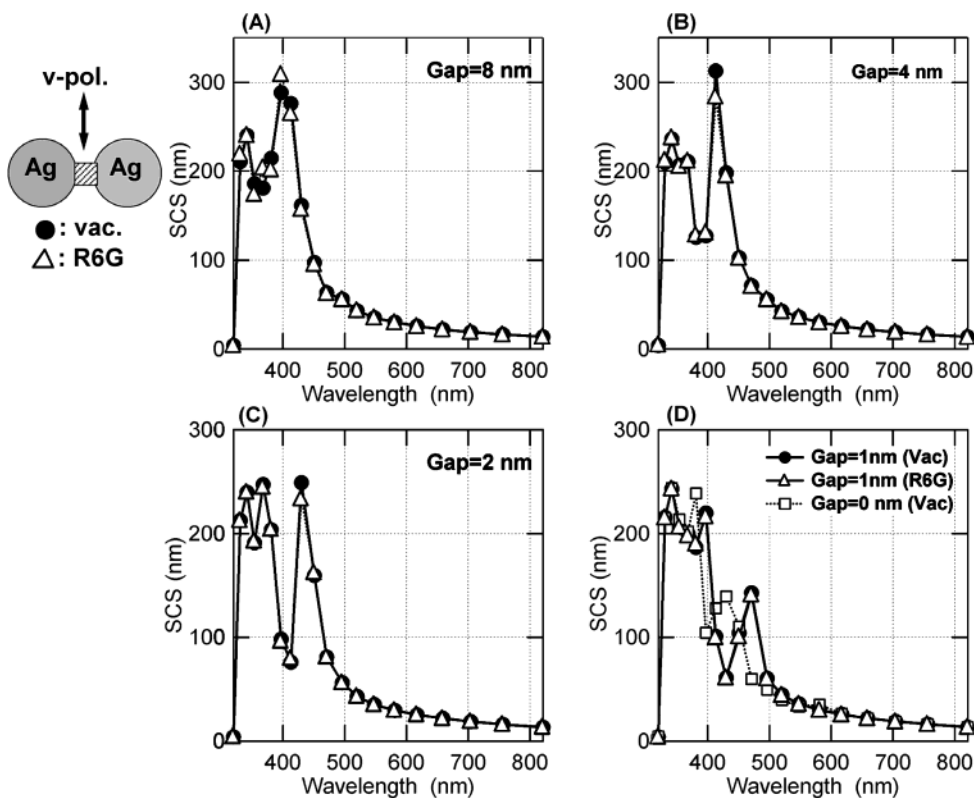 v-pol.
Ag Ag
: vac.
: R6G
(A)
Gap=8 nm
SCS (nm)
300
200
100
0
400 500 600 700 800
Wavelength (nm)
(B)
Gap=4 nm
SCS (nm)
300
200
100
0
400 500 600 700 800
Wavelength (nm)
(C)
Gap=2 nm
SCS (nm)
300
200
100
0
400 500 600 700 800
Wavelength (nm)
(D)
Gap=1nm (Vac)
Gap=1nm (R6G)
Gap=0 nm (Vac)
SCS (nm)
300
200
100
0
400 500 600 700 800
Wavelength (nm)